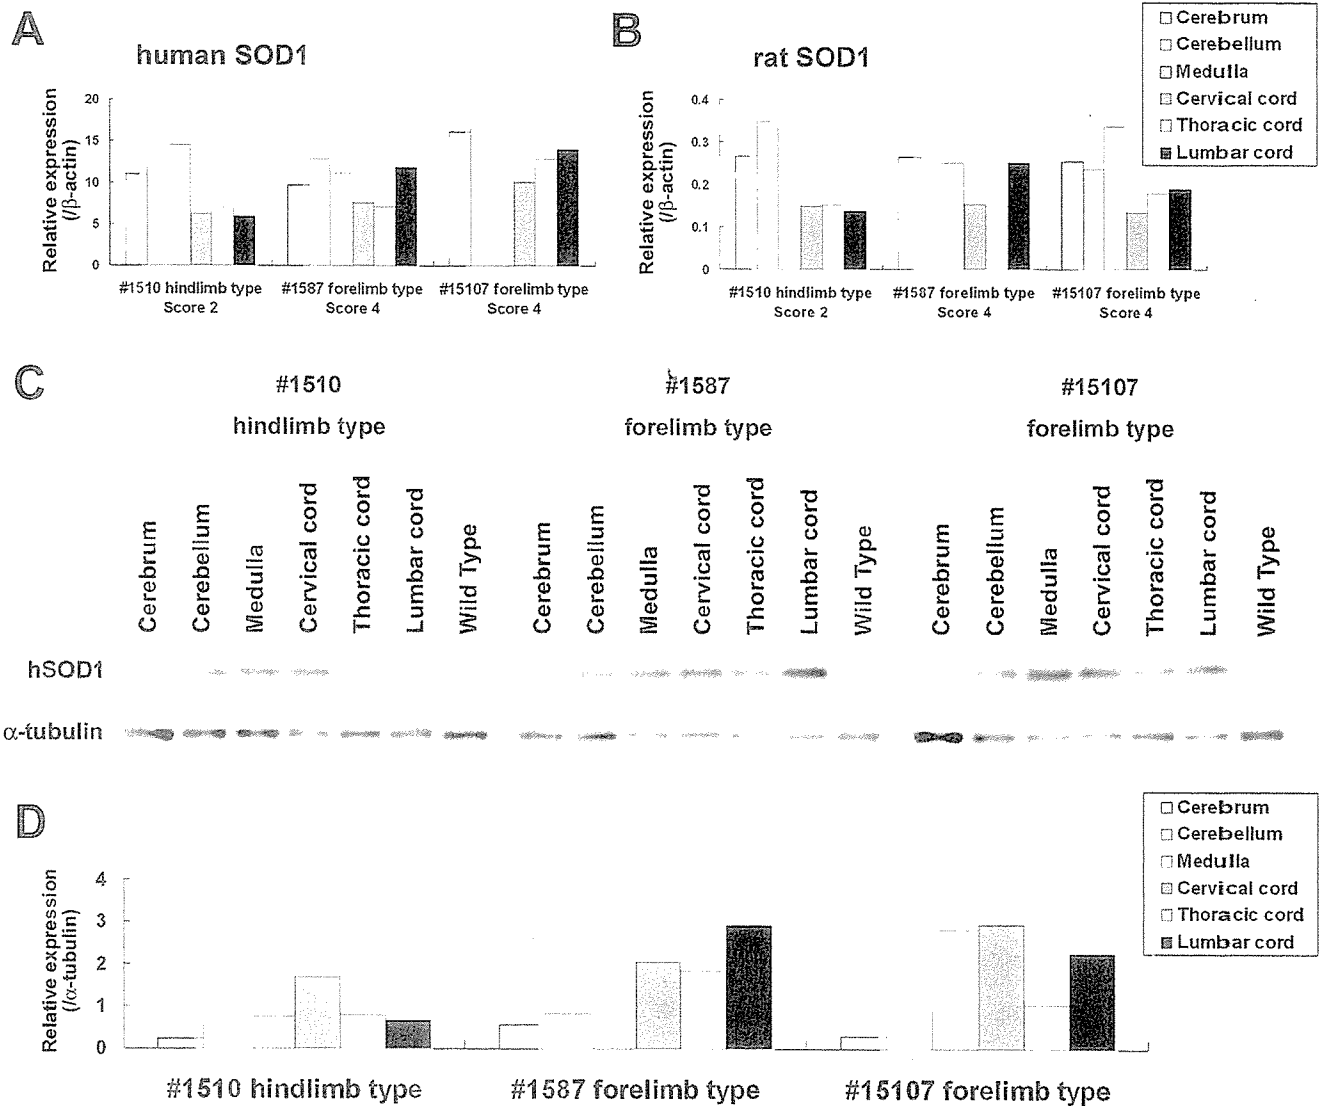 A
human SOD1
Relative expression
(/β-actin)
20
15
10
5
0
#1510 hindlimb type
Score 2
#1587 forelimb type
Score 4
#15107 forelimb type
Score 4
B
rat SOD1
Relative expression
(/β-actin)
0.4
0.3
0.2
0.1
0
#1510 hindlimb type
Score 2
#1587 forelimb type
Score 4
#15107 forelimb type
Score 4
Cerebrum
Cerebellum
Medulla
Cervical cord
Thoracic cord
Lumbar cord
C
#1510
hindlimb type
#1587
forelimb type
#15107
forelimb type
Cerebrum
Cerebellum
Medulla
Cervical cord
Thoracic cord
Lumbar cord
Wild Type
Cerebrum
Cerebellum
Medulla
Cervical cord
Thoracic cord
Lumbar cord
Wild Type
Cerebrum
Cerebellum
Medulla
Cervical cord
Thoracic cord
Lumbar cord
Wild Type
hSOD1
α-tubulin
D
Relative expression
(/α-tubulin)
4
3
2
1
0
#1510 hindlimb type
#1587 forelimb type
#15107 forelimb type
Cerebrum
Cerebellum
Medulla
Cervical cord
Thoracic cord
Lumbar cord